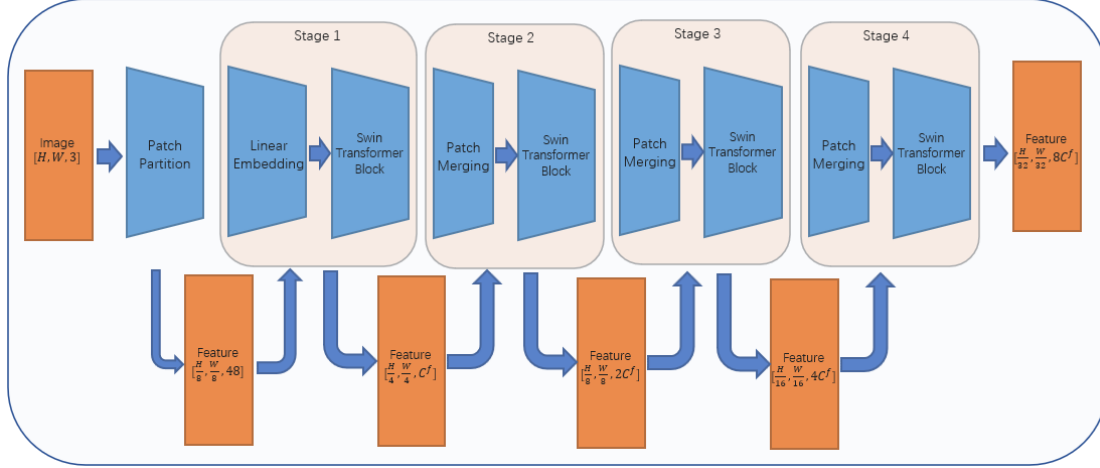 Stage 1
Stage 2
Stage 3
Stage 4
Image
[H, W, 3]
Patch
Partition
Linear
Embedding
Swin
Transformer
Block
Patch
Merging
Swin
Transformer
Block
Patch
Merging
Swin
Transformer
Block
Patch
Merging
Swin
Transformer
Block
Feature
[H/32, W/32, 8C^f]
Feature
[H/8, W/8, 48]
Feature
[H/4, W/4, C^f]
Feature
[H/8, W/8, 2C^f]
Feature
[H/16, W/16, 4C^f]